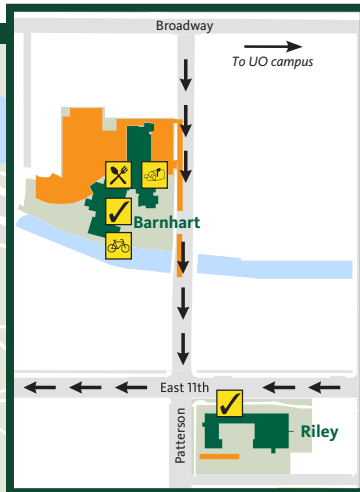 Broadway
To UO campus
Barnhart
East 11th
Patterson
Riley